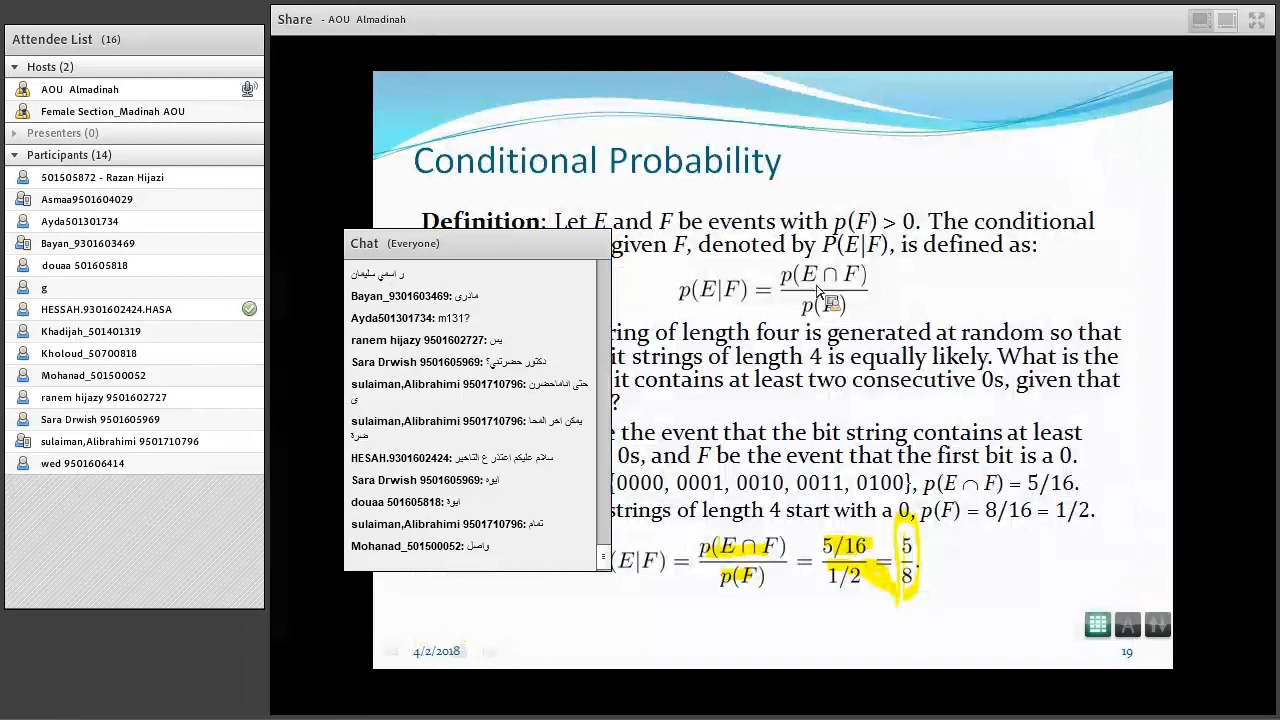 Share - AOU Almadinah
Attendee List (16)
Hosts (2)
AOU Almadinah
Female Section_Madinah AOU
Presenters (0)
Participants (14)
501505872 - Razan Hijazi
Asmaa9501604029
Ayda501301734
Bayan_9301603469
douaa 501605818
g
HESSAH.9301602424.HASA
Khadijah_501401319
Kholoud_50700818
Mohanad_501500052
ranem hijazy 9501602727
Sara Drwish 9501605969
sulaiman,Alibrahimi 9501710796
wed 9501606414
Chat (Everyone)
ر اسمي سليمان
Bayan_9301603469: مادرى
Ayda501301734: m131?
ranem hijazy 9501602727: يس
Sara Drwish 9501605969: دكتور حضرتني؟
sulaiman,Alibrahimi 9501710796: حتى اناماحضرن
ى
sulaiman,Alibrahimi 9501710796: يمكن اخر المحا
ضرة
HESAH.9301602424: سلام عليكم اعتذر ع التاخير
Sara Drwish 9501605969: ايوه
douaa 501605818: ايوة
sulaiman,Alibrahimi 9501710796: تمام
Mohanad_501500052: واصل
Conditional Probability
Definition: Let E and F be events with p(F) > 0. The conditional
given F, denoted by P(E|F), is defined as:
p(E|F) = p(E ∩ F) / p(F)
ring of length four is generated at random so that
it strings of length 4 is equally likely. What is the
it contains at least two consecutive 0s, given that
?
e the event that the bit string contains at least
0s, and F be the event that the first bit is a 0.
{0000, 0001, 0010, 0011, 0100}, p(E ∩ F) = 5/16.
strings of length 4 start with a 0, p(F) = 8/16 = 1/2.
(E|F) = p(E ∩ F) / p(F) = 5/16 / 1/2 = 5/8.
A
4/2/2018
19